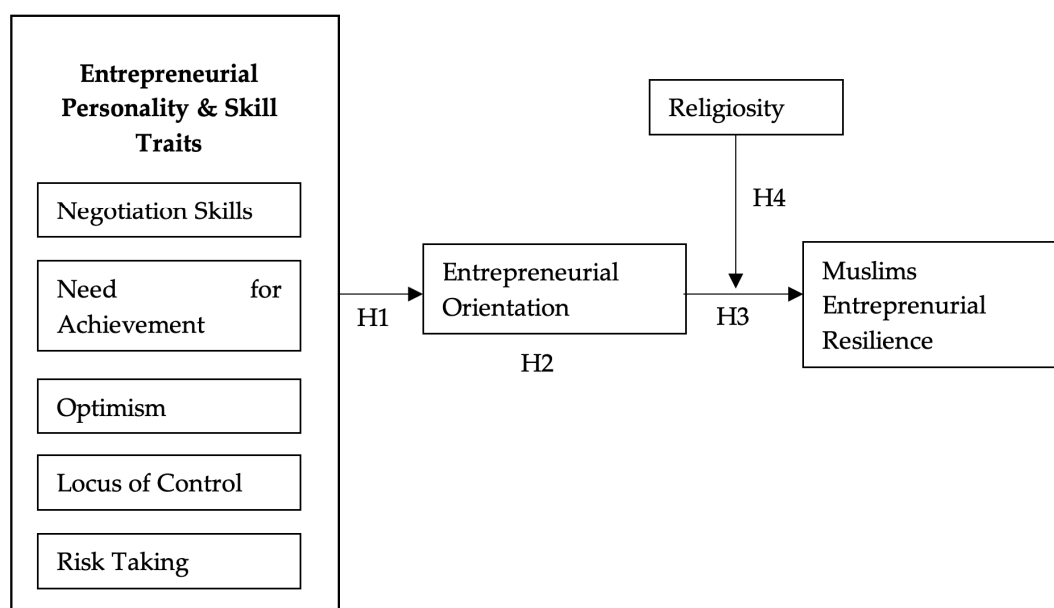 Entrepreneurial
Personality & Skill
Traits
Negotiation Skills
Need for
Achievement
Optimism
Locus of Control
Risk Taking
H1
Entrepreneurial
Orientation
H2
Religiosity
H4
H3
Muslims
Entreprenurial
Resilience